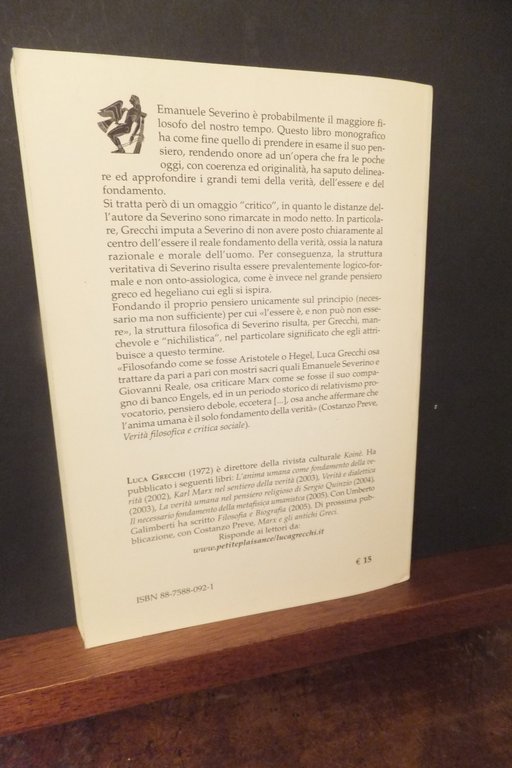 Emanuele Severino è probabilmente il maggiore fi-
losofo del nostro tempo. Questo libro monografico
ha come fine quello di prendere in esame il suo pen-
siero, rendendo onore ad un'opera che fra le poche
oggi, con coerenza ed originalità, ha saputo delinea-
re ed approfondire i grandi temi della verità, dell'essere e del
fondamento.
Si tratta però di un omaggio "critico", in quanto le distanze del-
l'autore da Severino sono rimarcate in modo netto. In particola-
re, Grecchi imputa a Severino di non avere posto chiaramente al
centro dell'essere il reale fondamento della verità, ossia la natura
razionale e morale dell'uomo. Per conseguenza, la struttura
veritativa di Severino risulta essere prevalentemente logico-for-
male e non onto-assiologica, come è invece nel grande pensiero
greco ed hegeliano cui egli si ispira.
Fondando il proprio pensiero unicamente sul principio (neces-
sario ma non sufficiente) per cui «l'essere è, e non può non esse-
re», la struttura filosofica di Severino risulta, per Grecchi, man-
chevole e "nichilistica", nel particolare significato che egli attri-
buisce a questo termine.
«Filosofando come se fosse Aristotele o Hegel, Luca Grecchi osa
trattare da pari a pari con mostri sacri quali Emanuele Severino e
Giovanni Reale, osa criticare Marx come se fosse il suo compa-
gno di banco Engels, ed in un periodo storico di relativismo pro-
vocatorio, pensiero debole, eccetera [...], osa anche affermare che
l'anima umana è il solo fondamento della verità» (Costanzo Preve,
Verità filosofica e critica sociale).
LUCA GRECCHI (1972) è direttore della rivista culturale Koinè. Ha
pubblicato i seguenti libri: L'anima umana come fondamento della ve-
rità (2002), Karl Marx nel sentiero della verità (2003), Verità e dialettica
(2003), La verità umana nel pensiero religioso di Sergio Quinzio (2004),
Il necessario fondamento della metafisica umanistica (2005). Con Umberto
Galimberti ha scritto Filosofia e Biografia (2005). Di prossima pub-
blicazione, con Costanzo Preve, Marx e gli antichi Greci.
Risponde ai lettori da:
www.petiteplaisance/lucagrecchi.it
€ 15
ISBN 88-7588-092-1